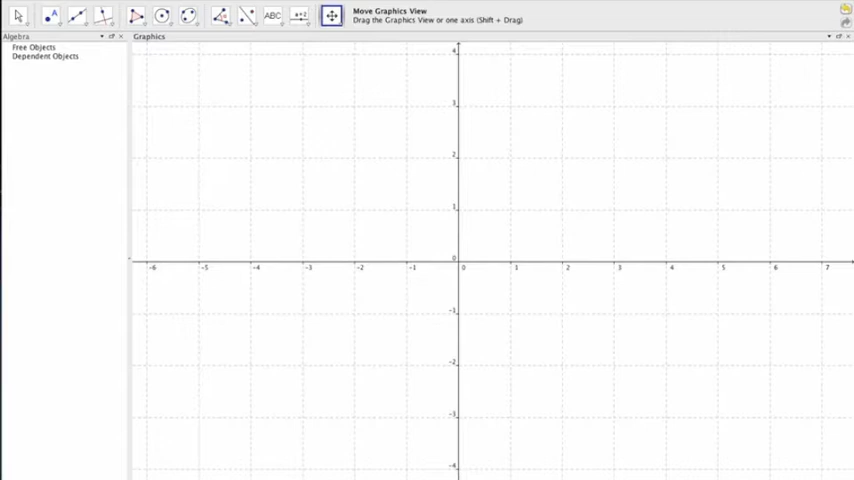 A
ABC
a=2
Move Graphics View
Drag the Graphics View or one axis (Shift + Drag)
Algebra
Graphics
Free Objects
Dependent Objects
4
3
2
1
0
-6 -5 -4 -3 -2 -1 0 1 2 3 4 5 6 7
-1
-2
-3
-4